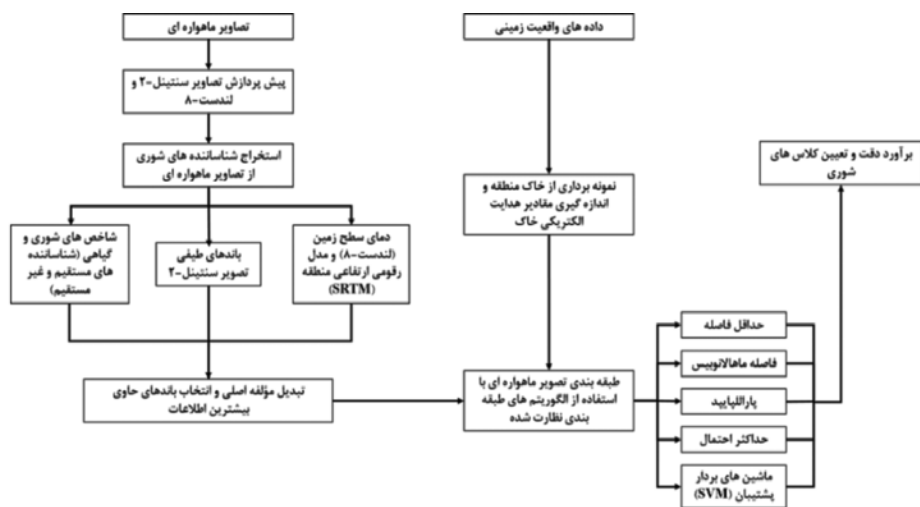 تصاویر ماهواره ای
داده های واقعیت زمینی
پیش پردازش تصاویر سنتینل-۲ و
لندست-۸
استخراج شناساننده های شوری
از تصاویر ماهواره ای
برآورد دقت و تعیین کلاس های
شوری
نمونه برداری از خاک منطقه و
اندازه گیری مقادیر هدایت
الکتریکی خاک
شاخص های شوری و
گیاهی (شناساننده
های مستقیم و غیر
مستقیم)
باندهای طیفی
تصویر سنتینل-۲
دمای سطح زمین
(لندست-۸) و مدل
رقومی ارتفاعی منطقه
(SRTM)
تبدیل مؤلفه اصلی و انتخاب باندهای حاوی
بیشترین اطلاعات
طبقه بندی تصویر ماهواره ای با
استفاده از الگوریتم های طبقه
بندی نظارت شده
حداقل فاصله
فاصله ماهالانوبیس
پاراللپایپد
حداکثر احتمال
ماشین های بردار
پشتیبان (SVM)